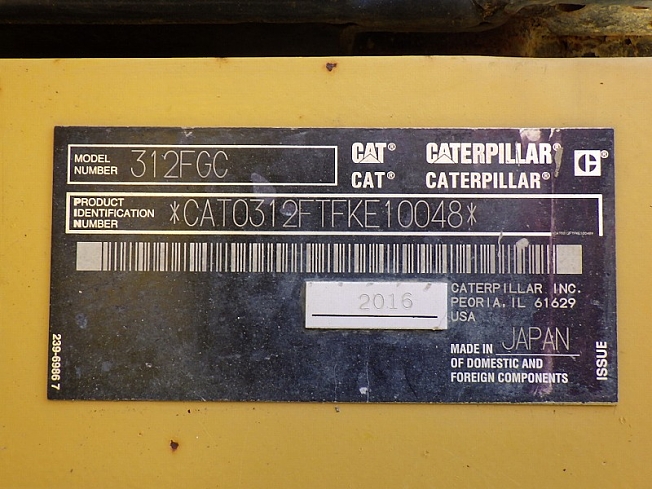 MODEL NUMBER 312FGC
CAT® CATERPILLAR® C®
CAT® CATERPILLAR®
PRODUCT IDENTIFICATION NUMBER *CAT0312FTFKE10048*
2016
CATERPILLAR INC.
PEORIA, IL 61629
USA
MADE IN JAPAN
OF DOMESTIC AND
FOREIGN COMPONENTS
239-6986 7
ISSUE